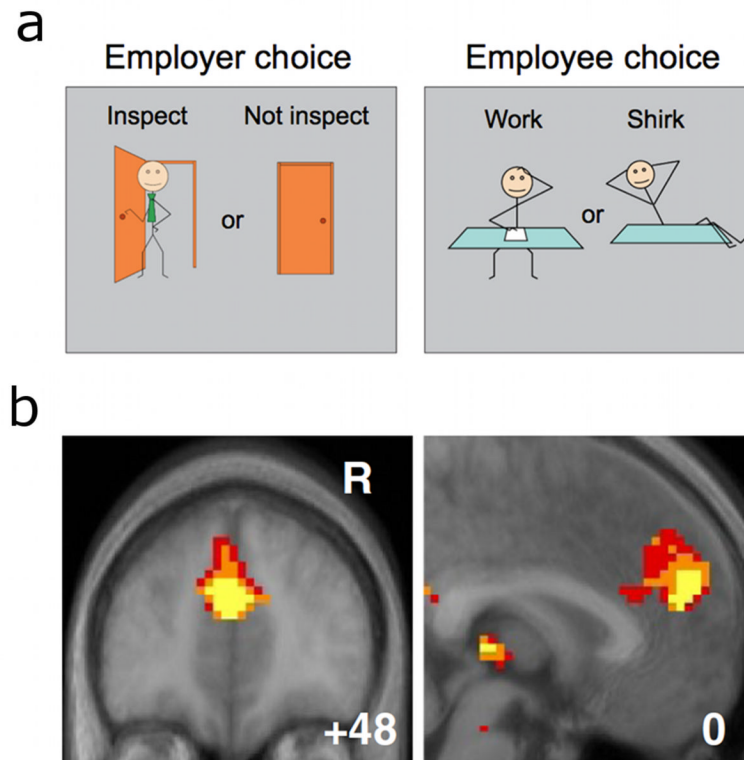 a
Employer choice
Employee choice
Inspect
Not inspect
Work
Shirk
or
or
b
R
+48
0